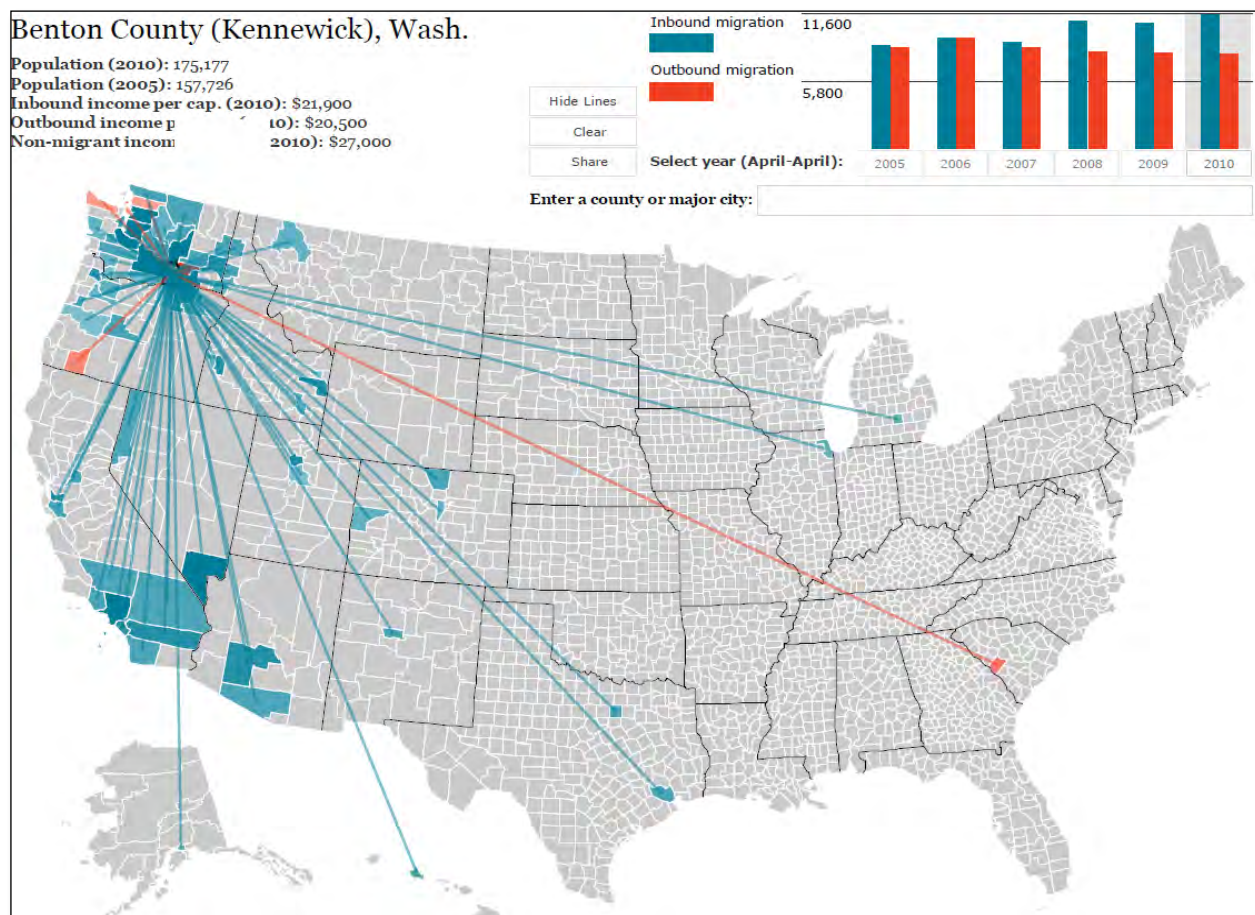 Benton County (Kennewick), Wash.
Population (2010): 175,177
Population (2005): 157,726
Inbound income per cap. (2010): $21,900
Outbound income p 10): $20,500
Non-migrant incon 2010): $27,000
Hide Lines
Clear
Share
Inbound migration
Outbound migration
11,600
5,800
Select year (April-April):
2005
2006
2007
2008
2009
2010
Enter a county or major city: